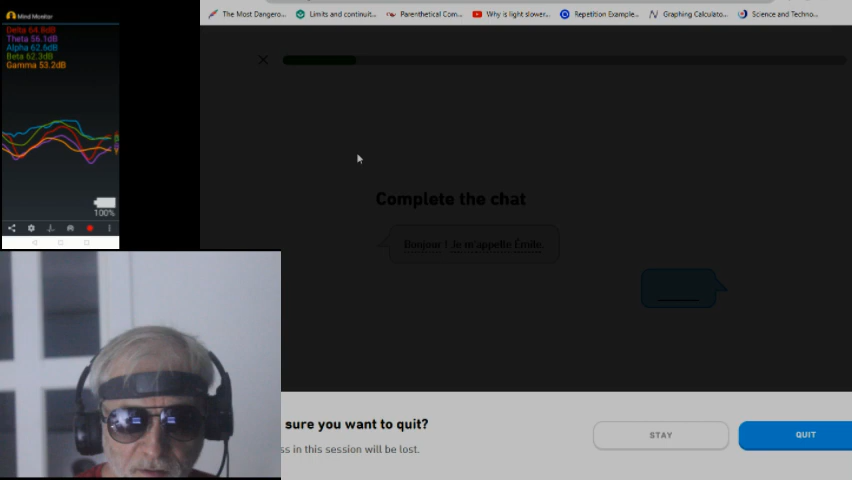 Mind Monitor
Delta 64.8dB
Theta 56.1dB
Alpha 62.6dB
Beta 62.3dB
Gamma 53.2dB
100%
The Most Dangero...
Limits and continuit...
Parenthetical Com...
Why is light slower...
Repetition Example...
Graphing Calculato...
Science and Techno...
Complete the chat
Bonjour ! Je m'appelle Émile.
sure you want to quit?
ss in this session will be lost.
STAY
QUIT